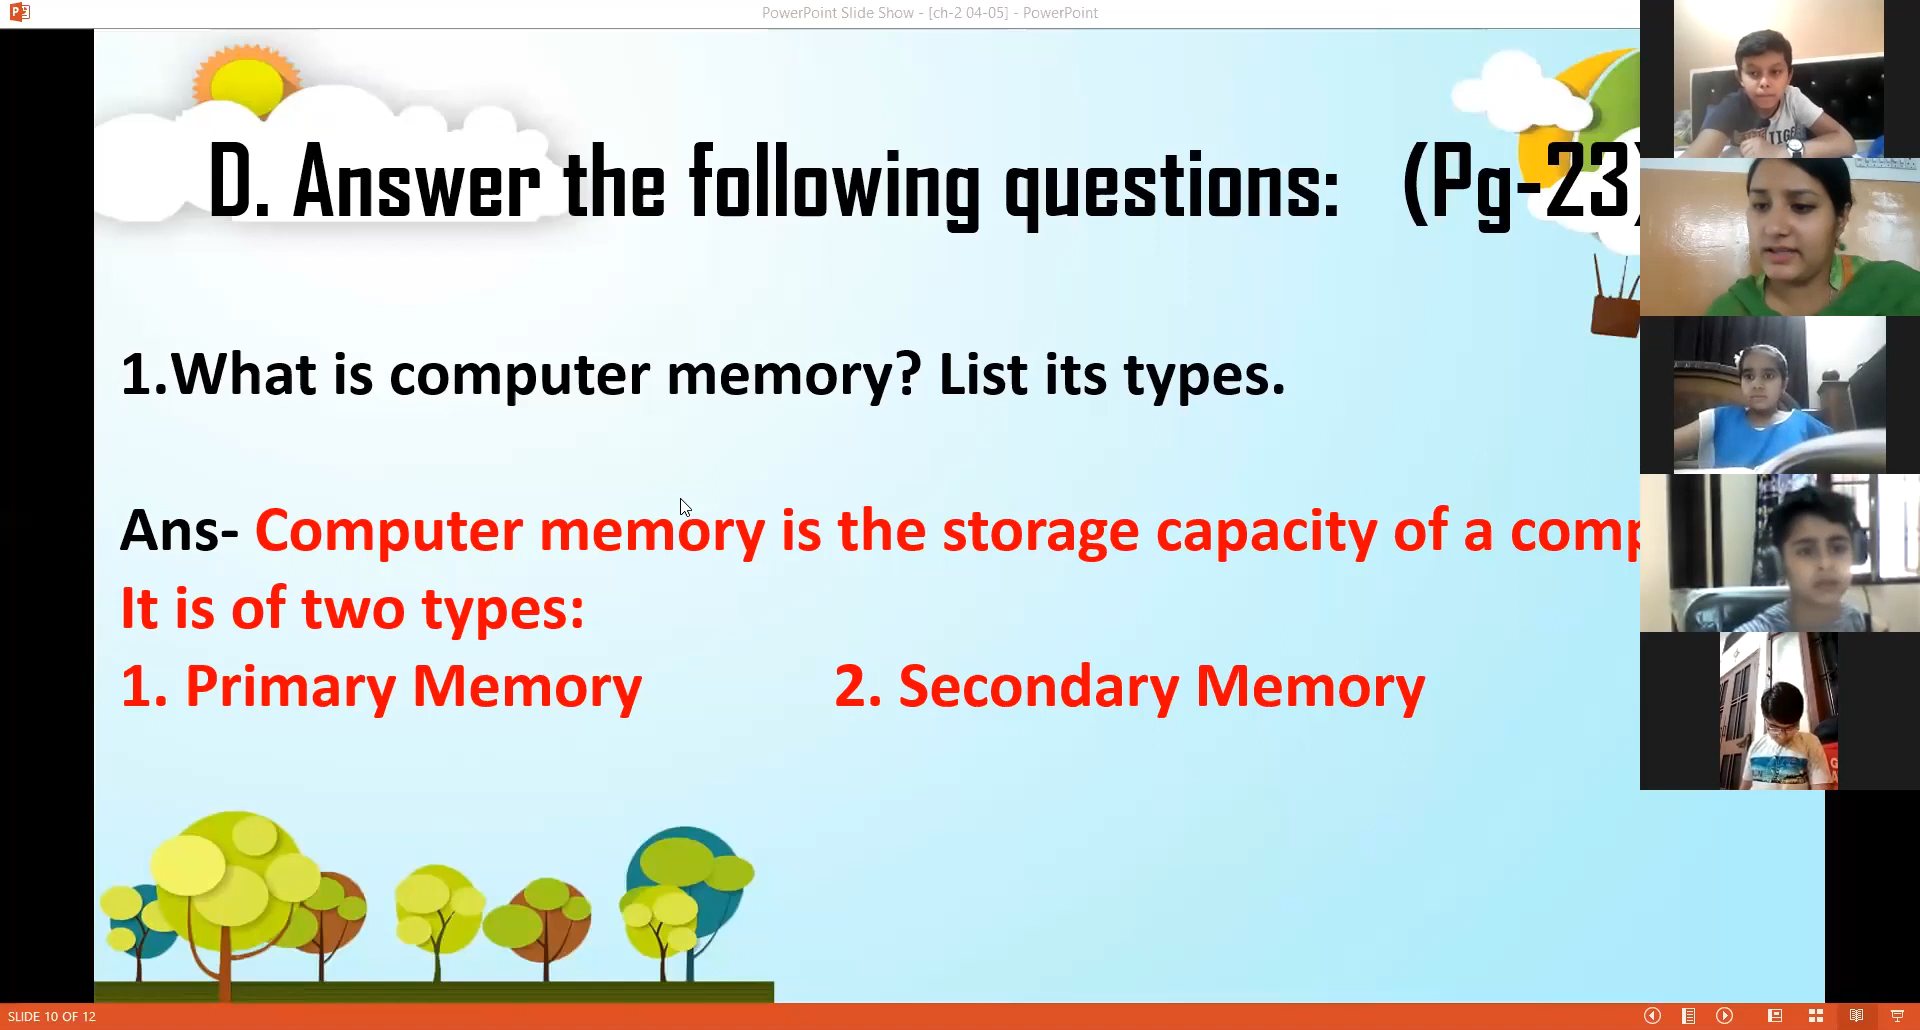 PowerPoint Slide Show - [ch-2 04-05] - PowerPoint
D. Answer the following questions: (Pg-23)
1.What is computer memory? List its types.
Ans- Computer memory is the storage capacity of a
It is of two types:
1. Primary Memory 2. Secondary Memory
SLIDE 10 OF 12